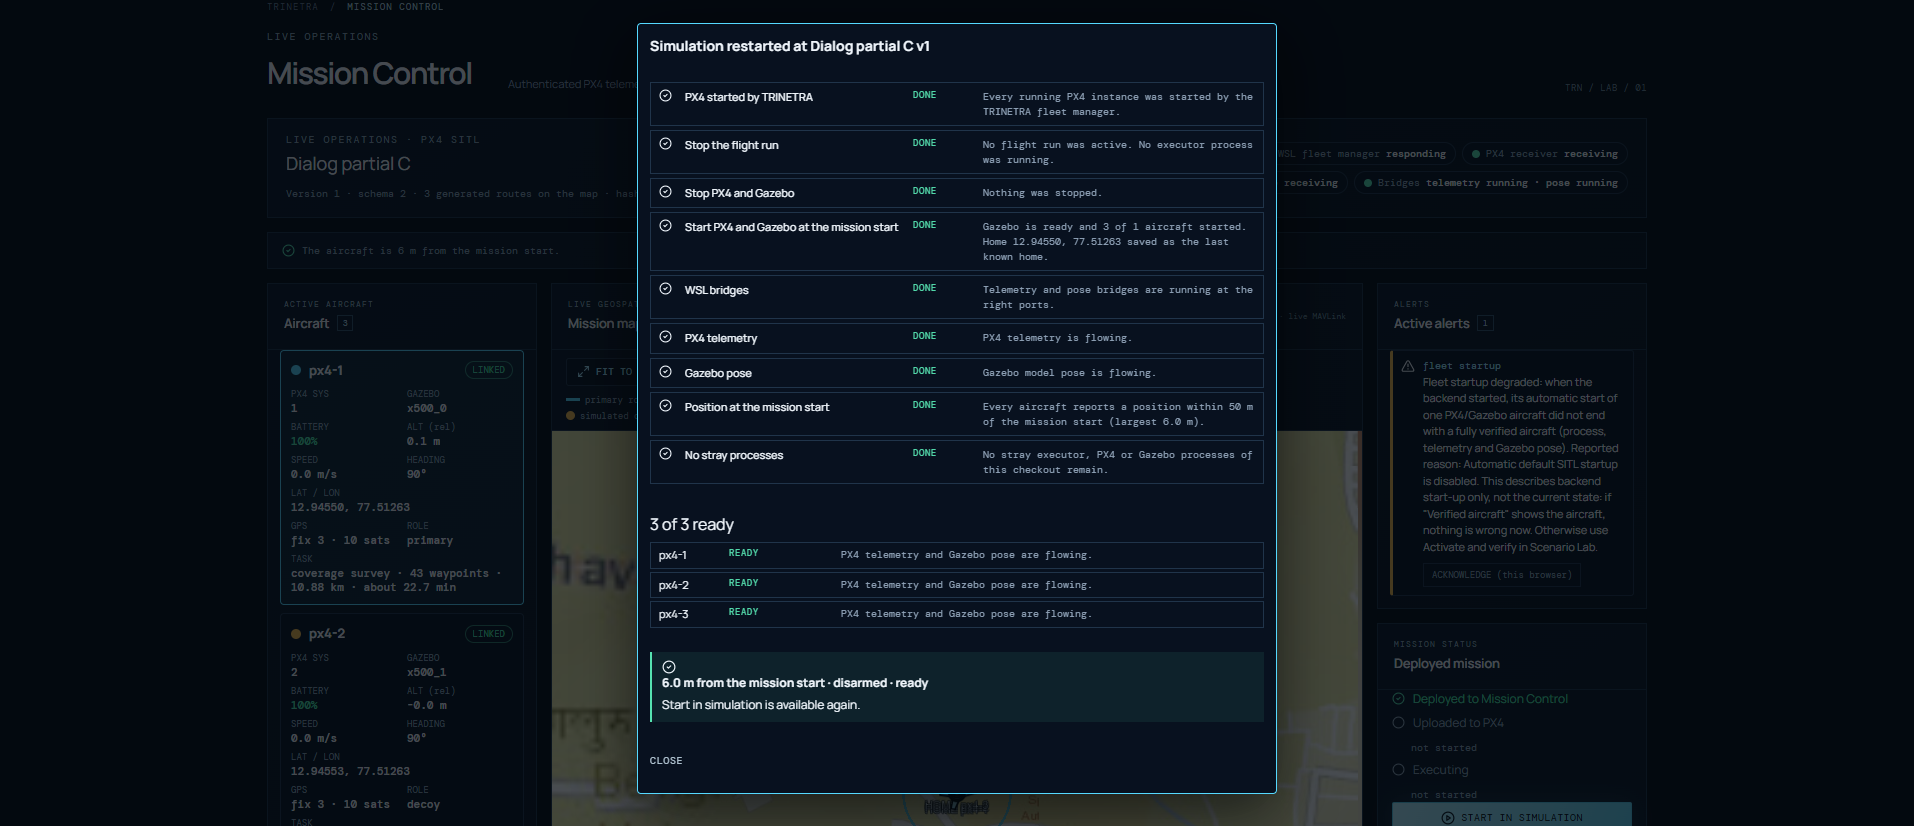 TRINETRA / MISSION CONTROL
LIVE OPERATIONS
Mission Control
Authenticated PX4 telem
TRN / LAB / 01
LIVE OPERATIONS - PX4 SITL
Dialog partial C
Version 1 · schema 2 · 3 generated routes on the map · hash
WSL fleet manager responding
PX4 receiver receiving
receiving
Bridges telemetry running · pose running
The aircraft is 6 m from the mission start.
ACTIVE AIRCRAFT
Aircraft 3
px4-1
LINKED
PX4 SYS
GAZEBO
1
x500_0
BATTERY
ALT (rel)
100%
0.1 m
SPEED
HEADING
0.0 m/s
90°
LAT / LON
12.94550, 77.51263
GPS
ROLE
fix 3 · 10 sats
primary
TASK
coverage survey · 43 waypoints ·
10.88 km · about 22.7 min
px4-2
LINKED
PX4 SYS
GAZEBO
2
x500_1
BATTERY
ALT (rel)
100%
-0.0 m
SPEED
HEADING
0.0 m/s
90°
LAT / LON
12.94553, 77.51263
GPS
ROLE
fix 3 · 10 sats
decoy
TASK
LIVE GEOSPA
Mission ma
live MAVLink
FIT TO
primary ro
simulated
Simulation restarted at Dialog partial C v1
PX4 started by TRINETRA
DONE
Every running PX4 instance was started by the
TRINETRA fleet manager.
Stop the flight run
DONE
No flight run was active. No executor process
was running.
Stop PX4 and Gazebo
DONE
Nothing was stopped.
Start PX4 and Gazebo at the mission start
DONE
Gazebo is ready and 3 of 1 aircraft started.
Home 12.94550, 77.51263 saved as the last
known home.
WSL bridges
DONE
Telemetry and pose bridges are running at the
right ports.
PX4 telemetry
DONE
PX4 telemetry is flowing.
Gazebo pose
DONE
Gazebo model pose is flowing.
Position at the mission start
DONE
Every aircraft reports a position within 50 m
of the mission start (largest 6.0 m).
No stray processes
DONE
No stray executor, PX4 or Gazebo processes of
this checkout remain.
3 of 3 ready
px4-1
READY
PX4 telemetry and Gazebo pose are flowing.
px4-2
READY
PX4 telemetry and Gazebo pose are flowing.
px4-3
READY
PX4 telemetry and Gazebo pose are flowing.
6.0 m from the mission start · disarmed · ready
Start in simulation is available again.
CLOSE
ALERTS
Active alerts 1
fleet startup
Fleet startup degraded: when the
backend started, its automatic start of
one PX4/Gazebo aircraft did not end
with a fully verified aircraft (process,
telemetry and Gazebo pose). Reported
reason: Automatic default SITL startup
is disabled. This describes backend
start-up only, not the current state: if
"Verified aircraft" shows the aircraft,
nothing is wrong now. Otherwise use
Activate and verify in Scenario Lab.
ACKNOWLEDGE (this browser)
MISSION STATUS
Deployed mission
Deployed to Mission Control
Uploaded to PX4
not started
Executing
not started
START IN SIMULATION